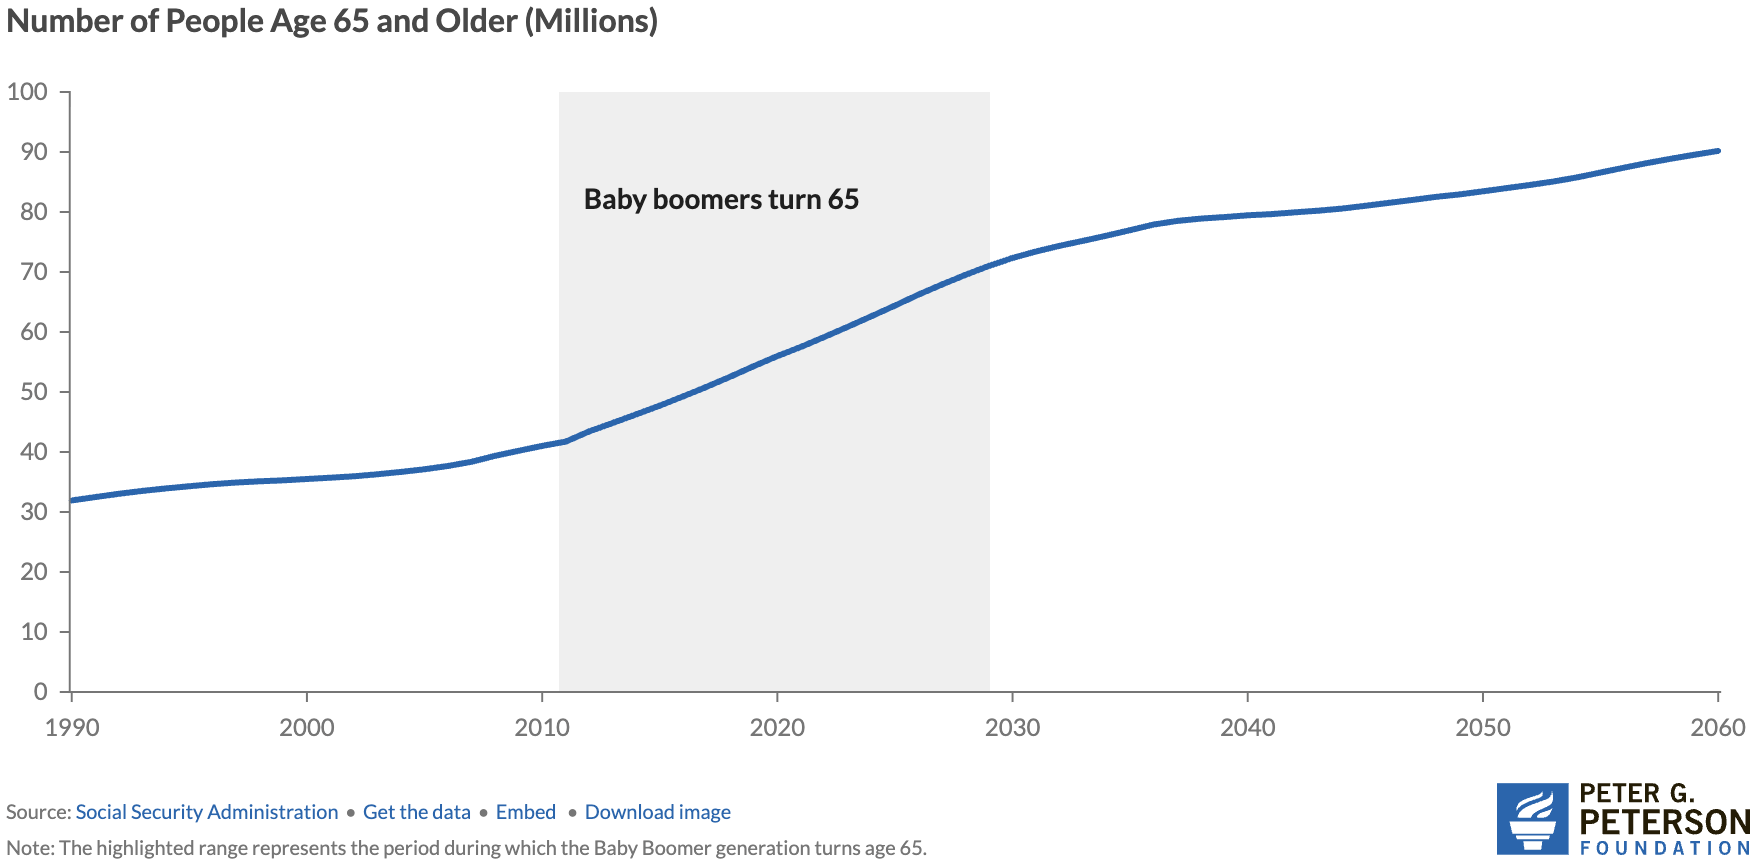 Number of People Age 65 and Older (Millions)
100
90
80
70
60
50
40
30
20
10
0
Baby boomers turn 65
1990 2000 2010 2020 2030 2040 2050 2060
Source: Social Security Administration • Get the data • Embed • Download image
Note: The highlighted range represents the period during which the Baby Boomer generation turns age 65.
PETER G.
PETERSON
FOUNDATION